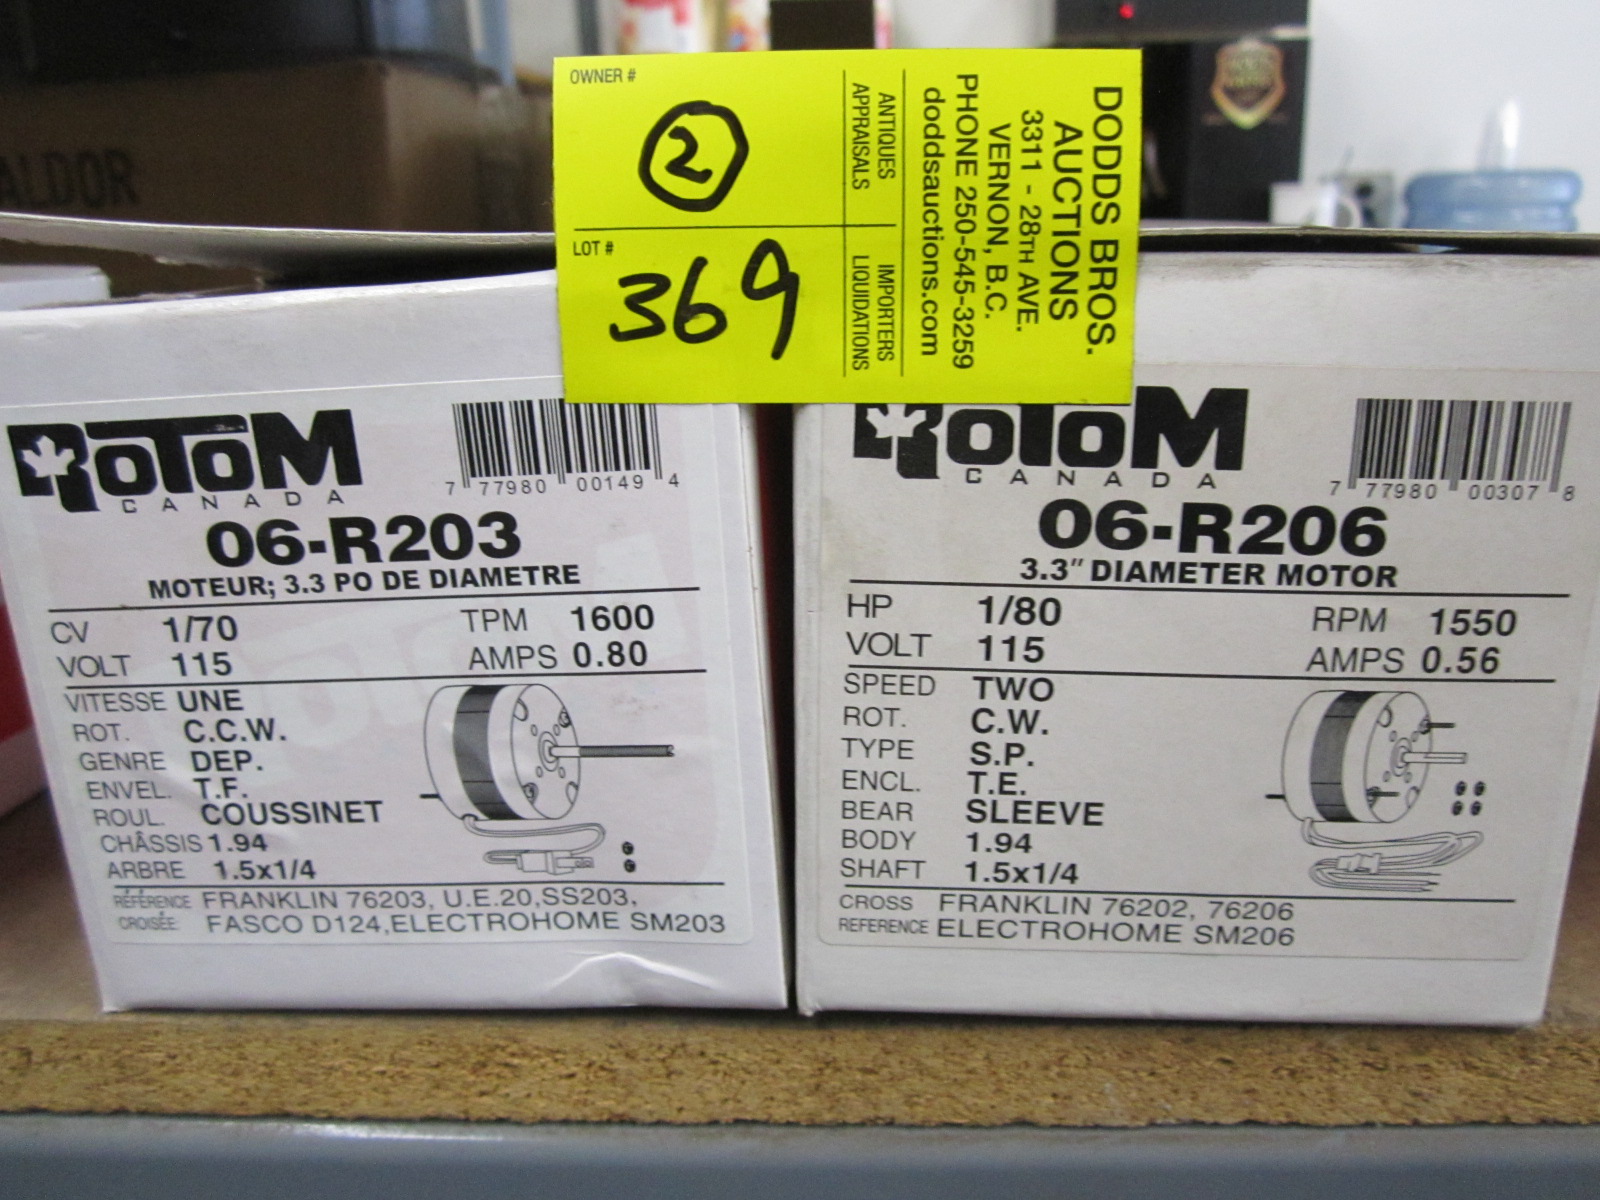 ALDOR
OWNER #
2
LOT #
369
ANTIQUES
APPRAISALS
IMPORTERS
LIQUIDATIONS
DODDS BROS.
AUCTIONS
3311 - 28TH AVE.
VERNON, B.C.
PHONE 250-545-3259
doddsauctions.com
ROTOM
CANADA
7 77980 00149 4
06-R203
MOTEUR; 3.3 PO DE DIAMETRE
CV 1/70 TPM 1600
VOLT 115 AMPS 0.80
VITESSE UNE
ROT. C.C.W.
GENRE DEP.
ENVEL. T.F.
ROUL. COUSSINET
CHÂSSIS 1.94
ARBRE 1.5x1/4
RÉFÉRENCE FRANKLIN 76203, U.E.20,SS203,
CROISÉE FASCO D124,ELECTROHOME SM203
ROTOM
CANADA
7 77980 00307 8
06-R206
3.3" DIAMETER MOTOR
HP 1/80 RPM 1550
VOLT 115 AMPS 0.56
SPEED TWO
ROT. C.W.
TYPE S.P.
ENCL. T.E.
BEAR SLEEVE
BODY 1.94
SHAFT 1.5x1/4
CROSS FRANKLIN 76202, 76206
REFERENCE ELECTROHOME SM206